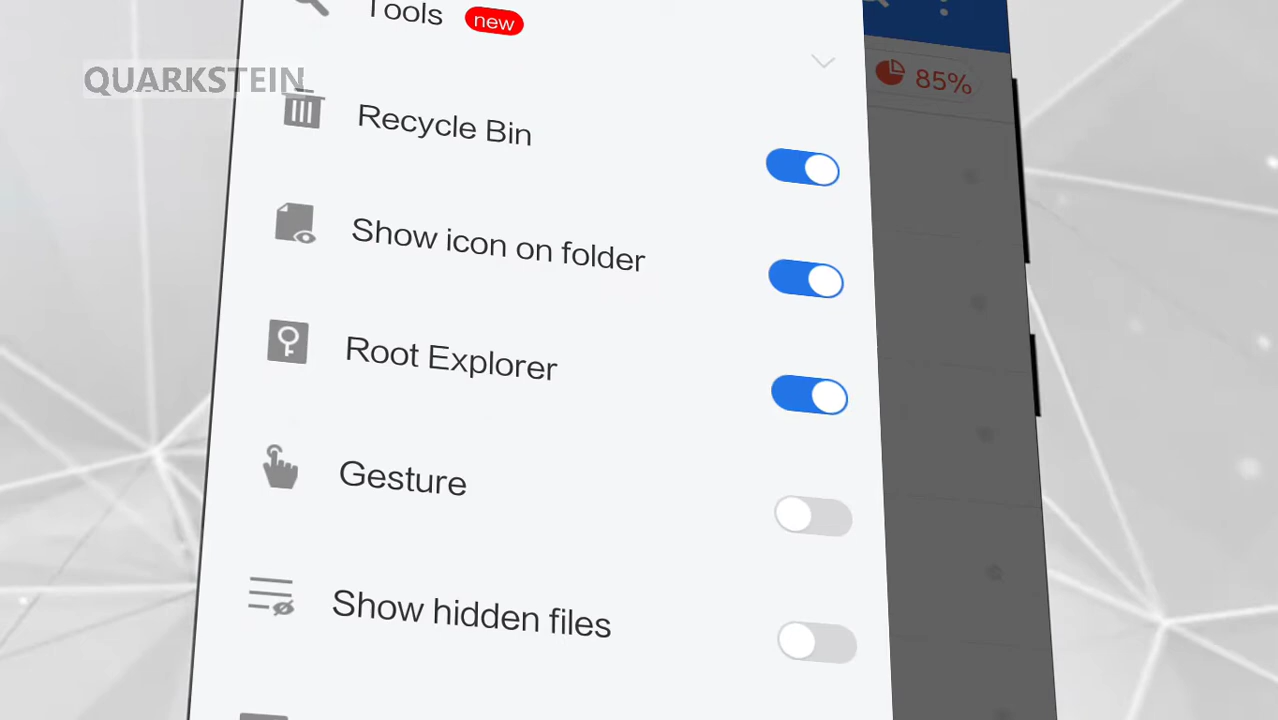 Tools new
QUARKSTEIN
85%
Recycle Bin
Show icon on folder
Root Explorer
Gesture
Show hidden files